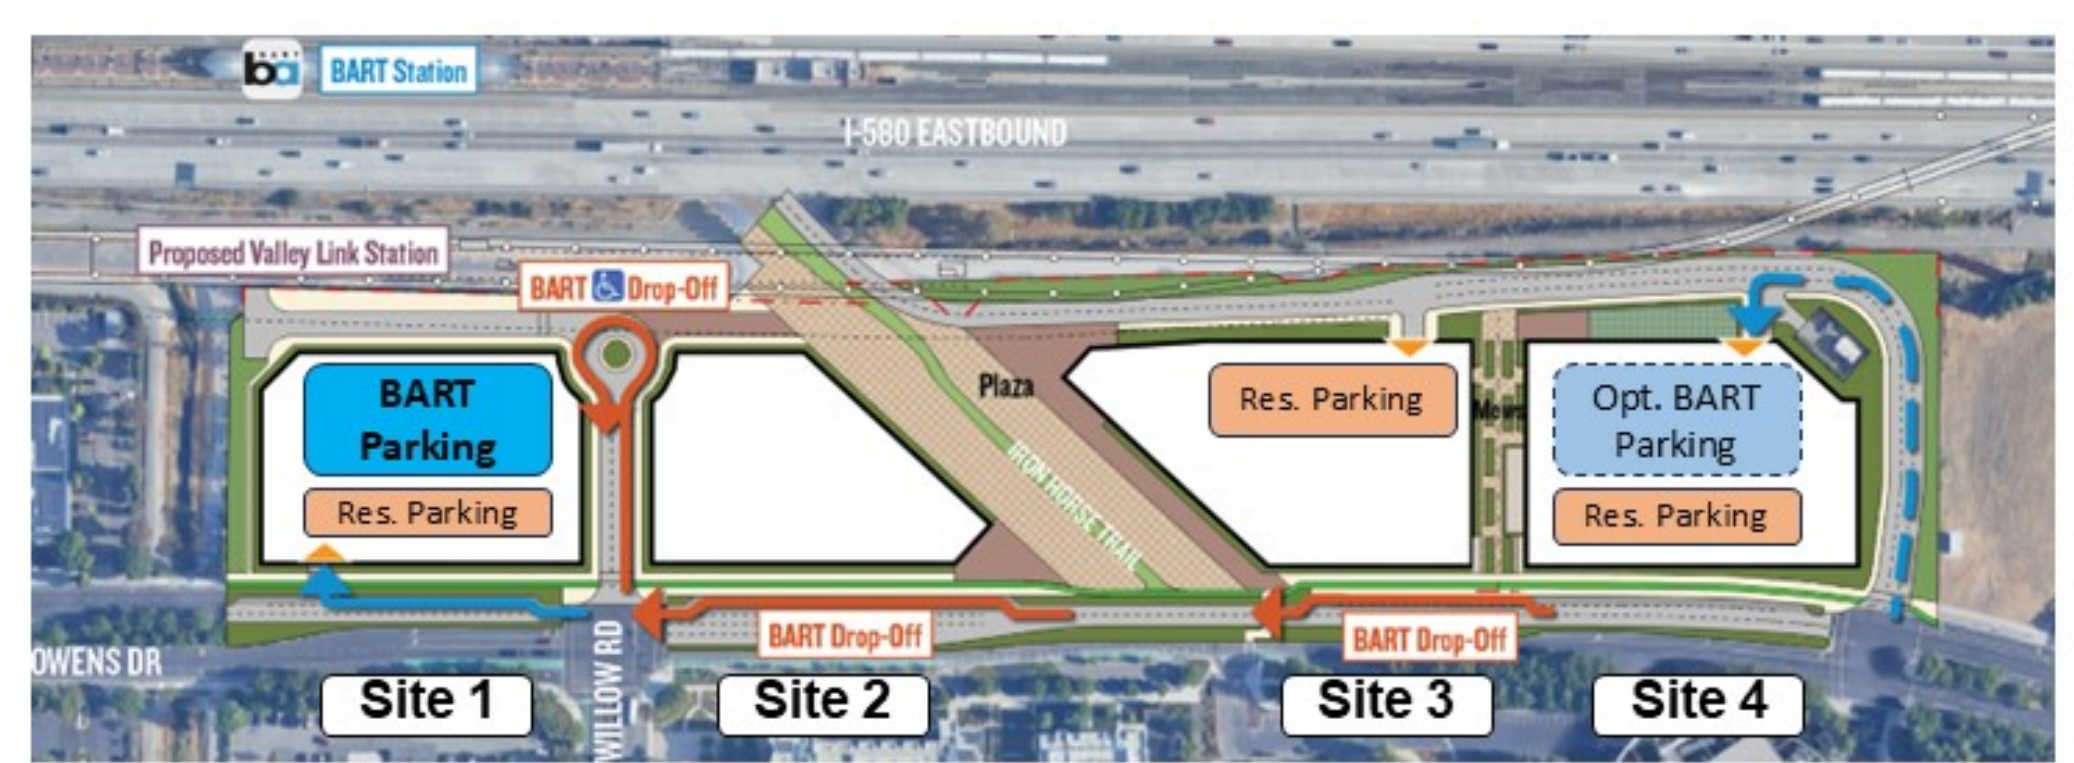 BART
ba
BART Station
I-580 EASTBOUND
Proposed Valley Link Station
BART Drop-Off
BART
Parking
Res. Parking
Plaza
IRON HORSE TRAIL
Res. Parking
Mews
Opt. BART
Parking
Res. Parking
BART Drop-Off
BART Drop-Off
OWENS DR
WILLOW RD
Site 1
Site 2
Site 3
Site 4